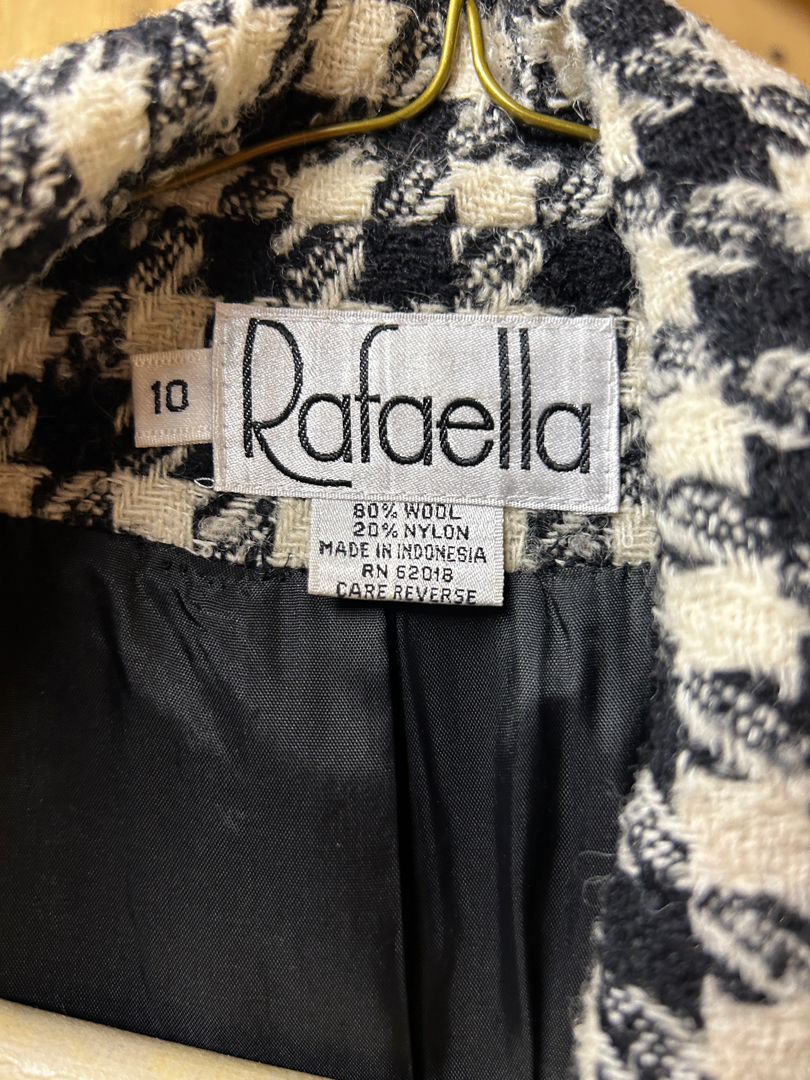 10
Rafaella
80% WOOL
20% NYLON
MADE IN INDONESIA
RN 62018
CARE REVERSE